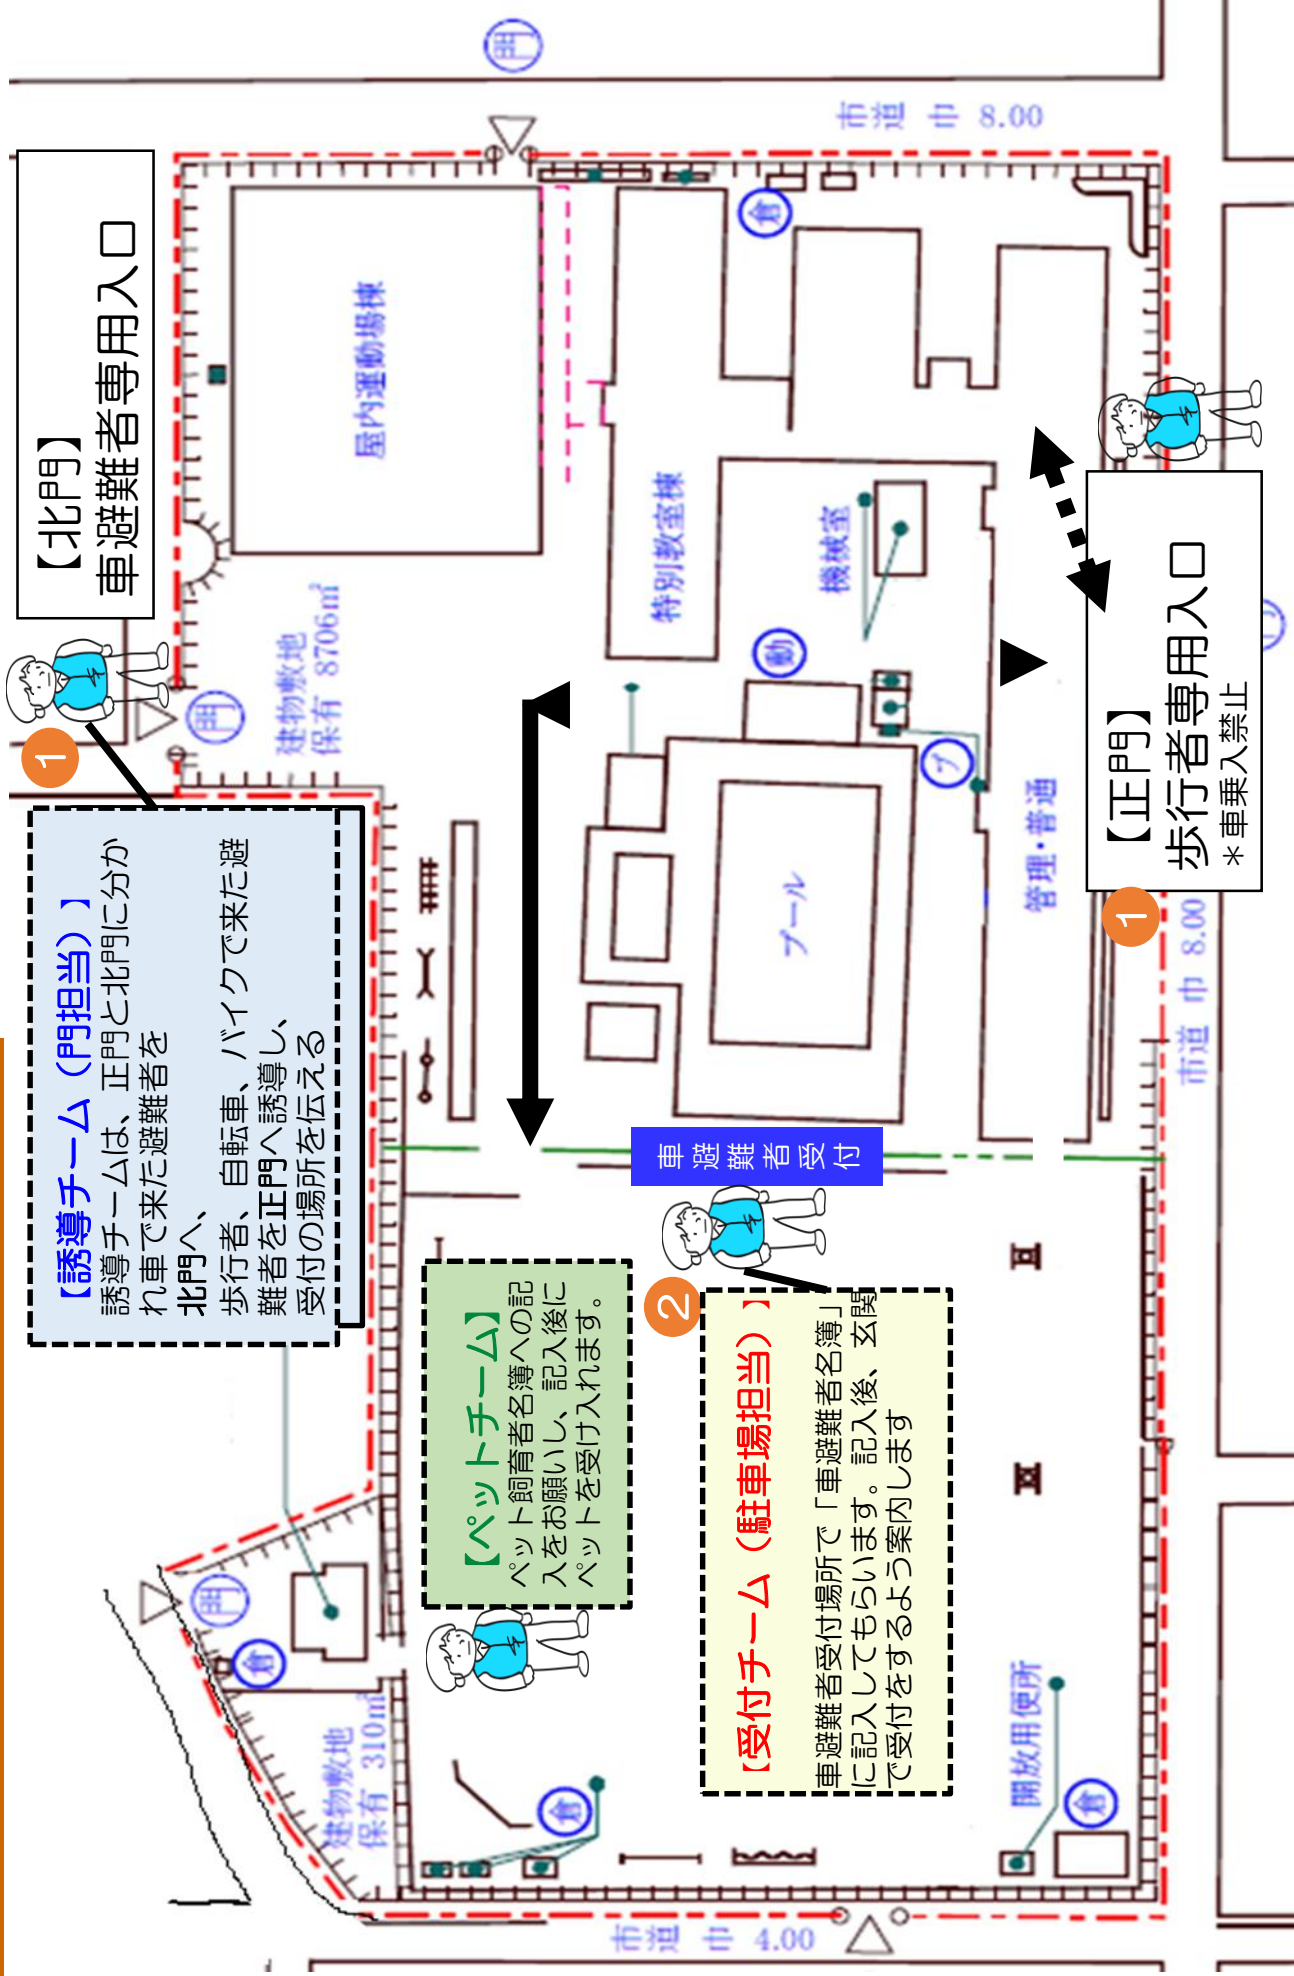 【北門】
車避難者専用入口
1
【誘導チーム（門担当）】
誘導チームは、正門と北門に分か
れ車で来た避難者を
北門へ、
歩行者、自転車、バイクで来た避
難者を正門へ誘導し、
受付の場所を伝える
門
建物敷地
保有 8706㎡
屋内運動場棟
門
市道 巾 8.00
倉
特別教室棟
機械室
動
プ
プール
管理・普通
【正門】
歩行者専用入口
＊車乗入禁止
1
市道 巾 8.00
車避難者受付
2
【受付チーム（駐車場担当）】
車避難者受付場所で「車避難者名簿」
に記入してもらいます。記入後、玄関
で受付をするよう案内します
【ペットチーム】
ペット飼育者名簿への記
入をお願いし、記入後に
ペットを受け入れます。
門
倉
建物敷地
保有 310㎡
倉
開放用便所
倉
市道 巾 4.00